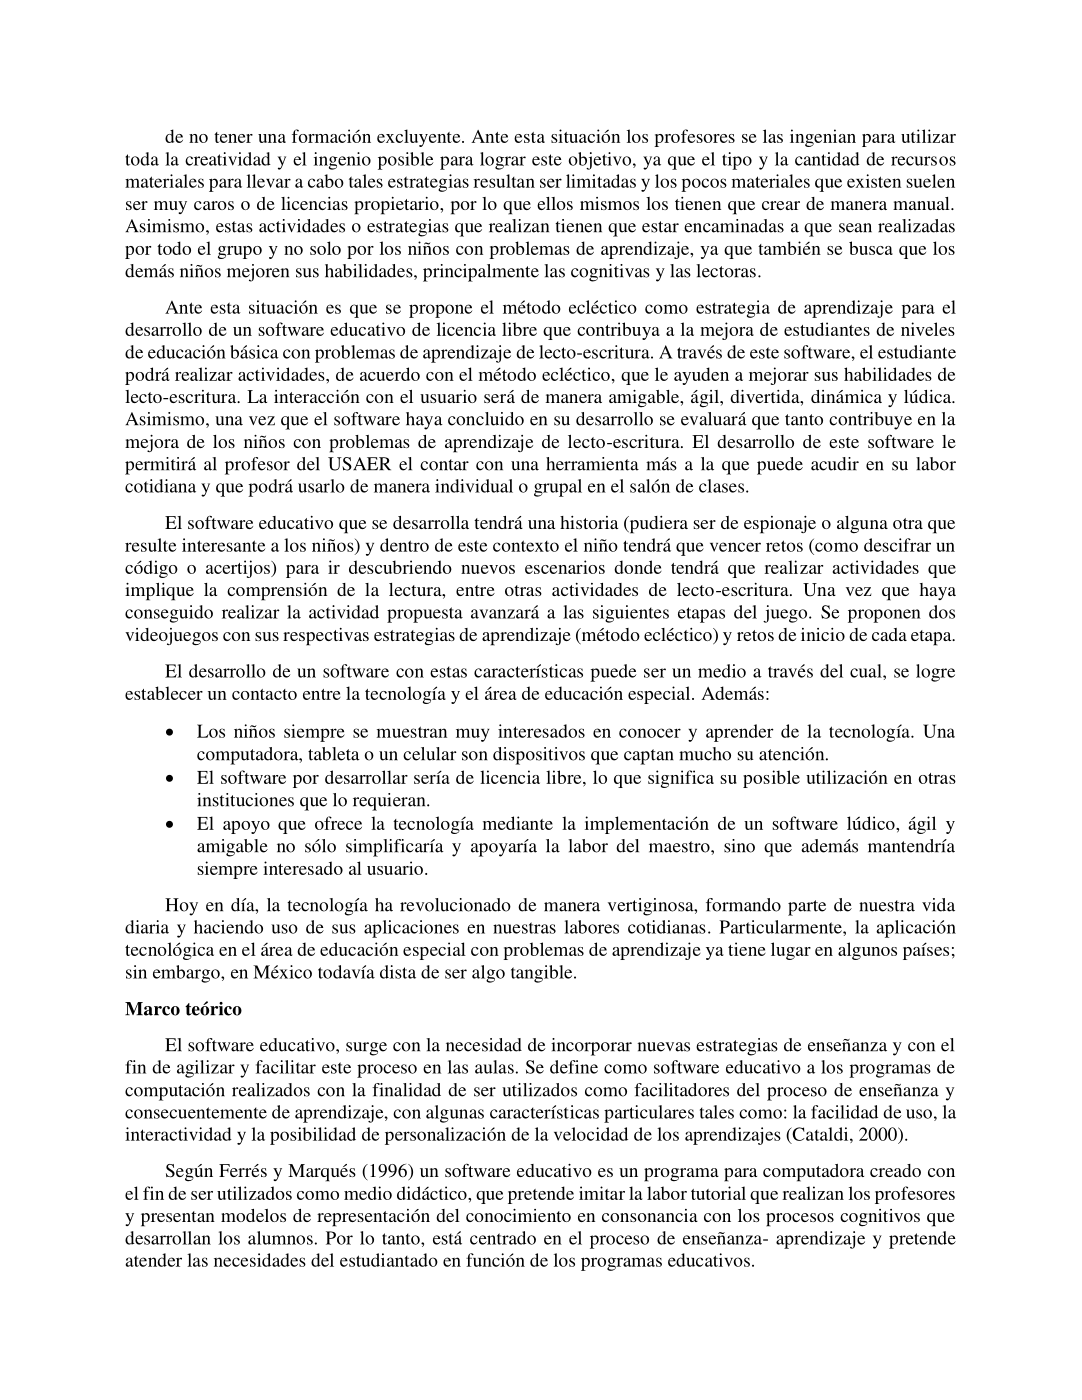 de no tener una formación excluyente. Ante esta situación los profesores se las ingenian para utilizar
toda la creatividad y el ingenio posible para lograr este objetivo, ya que el tipo y la cantidad de recursos
materiales para llevar a cabo tales estrategias resultan ser limitadas y los pocos materiales que existen suelen
ser muy caros o de licencias propietario, por lo que ellos mismos los tienen que crear de manera manual.
Asimismo, estas actividades o estrategias que realizan tienen que estar encaminadas a que sean realizadas
por todo el grupo y no solo por los niños con problemas de aprendizaje, ya que también se busca que los
demás niños mejoren sus habilidades, principalmente las cognitivas y las lectoras.
Ante esta situación es que se propone el método ecléctico como estrategia de aprendizaje para el
desarrollo de un software educativo de licencia libre que contribuya a la mejora de estudiantes de niveles
de educación básica con problemas de aprendizaje de lecto-escritura. A través de este software, el estudiante
podrá realizar actividades, de acuerdo con el método ecléctico, que le ayuden a mejorar sus habilidades de
lecto-escritura. La interacción con el usuario será de manera amigable, ágil, divertida, dinámica y lúdica.
Asimismo, una vez que el software haya concluido en su desarrollo se evaluará que tanto contribuye en la
mejora de los niños con problemas de aprendizaje de lecto-escritura. El desarrollo de este software le
permitirá al profesor del USAER el contar con una herramienta más a la que puede acudir en su labor
cotidiana y que podrá usarlo de manera individual o grupal en el salón de clases.
El software educativo que se desarrolla tendrá una historia (pudiera ser de espionaje o alguna otra que
resulte interesante a los niños) y dentro de este contexto el niño tendrá que vencer retos (como descifrar un
código o acertijos) para ir descubriendo nuevos escenarios donde tendrá que realizar actividades que
implique la comprensión de la lectura, entre otras actividades de lecto-escritura. Una vez que haya
conseguido realizar la actividad propuesta avanzará a las siguientes etapas del juego. Se proponen dos
videojuegos con sus respectivas estrategias de aprendizaje (método ecléctico) y retos de inicio de cada etapa.
El desarrollo de un software con estas características puede ser un medio a través del cual, se logre
establecer un contacto entre la tecnología y el área de educación especial. Además:
• Los niños siempre se muestran muy interesados en conocer y aprender de la tecnología. Una
computadora, tableta o un celular son dispositivos que captan mucho su atención.
• El software por desarrollar sería de licencia libre, lo que significa su posible utilización en otras
instituciones que lo requieran.
• El apoyo que ofrece la tecnología mediante la implementación de un software lúdico, ágil y
amigable no sólo simplificaría y apoyaría la labor del maestro, sino que además mantendría
siempre interesado al usuario.
Hoy en día, la tecnología ha revolucionado de manera vertiginosa, formando parte de nuestra vida
diaria y haciendo uso de sus aplicaciones en nuestras labores cotidianas. Particularmente, la aplicación
tecnológica en el área de educación especial con problemas de aprendizaje ya tiene lugar en algunos países;
sin embargo, en México todavía dista de ser algo tangible.
Marco teórico
El software educativo, surge con la necesidad de incorporar nuevas estrategias de enseñanza y con el
fin de agilizar y facilitar este proceso en las aulas. Se define como software educativo a los programas de
computación realizados con la finalidad de ser utilizados como facilitadores del proceso de enseñanza y
consecuentemente de aprendizaje, con algunas características particulares tales como: la facilidad de uso, la
interactividad y la posibilidad de personalización de la velocidad de los aprendizajes (Cataldi, 2000).
Según Ferrés y Marqués (1996) un software educativo es un programa para computadora creado con
el fin de ser utilizados como medio didáctico, que pretende imitar la labor tutorial que realizan los profesores
y presentan modelos de representación del conocimiento en consonancia con los procesos cognitivos que
desarrollan los alumnos. Por lo tanto, está centrado en el proceso de enseñanza- aprendizaje y pretende
atender las necesidades del estudiantado en función de los programas educativos.